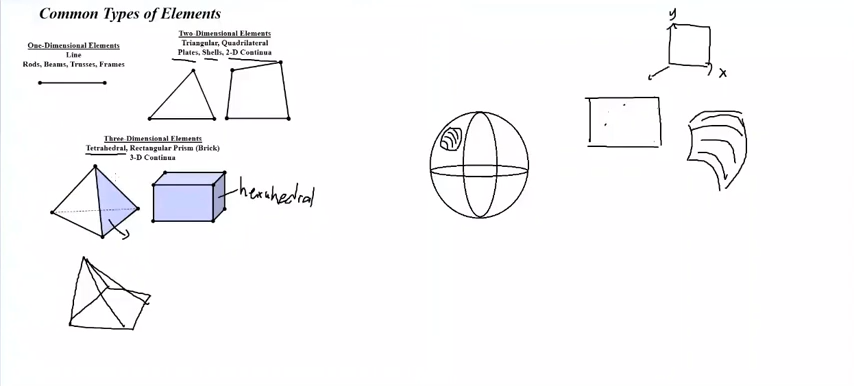 Common Types of Elements
One-Dimensional Elements
Line
Rods, Beams, Trusses, Frames
Two-Dimensional Elements
Triangular, Quadrilateral
Plates, Shells, 2-D Continua
Three-Dimensional Elements
Tetrahedral, Rectangular Prism (Brick)
3-D Continua
hexahedral
y
x